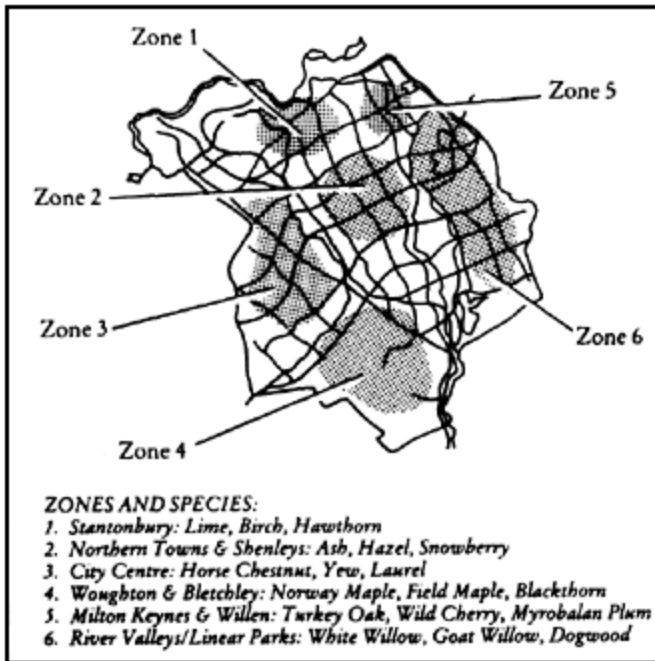 Zone 1
Zone 5
Zone 2
Zone 3
Zone 6
Zone 4
ZONES AND SPECIES:
1. Stantonbury: Lime, Birch, Hawthorn
2. Northern Towns & Shenleys: Ash, Hazel, Snowberry
3. City Centre: Horse Chestnut, Yew, Laurel
4. Woughton & Bletchley: Norway Maple, Field Maple, Blackthorn
5. Milton Keynes & Willen: Turkey Oak, Wild Cherry, Myrobalan Plum
6. River Valleys/Linear Parks: White Willow, Goat Willow, Dogwood